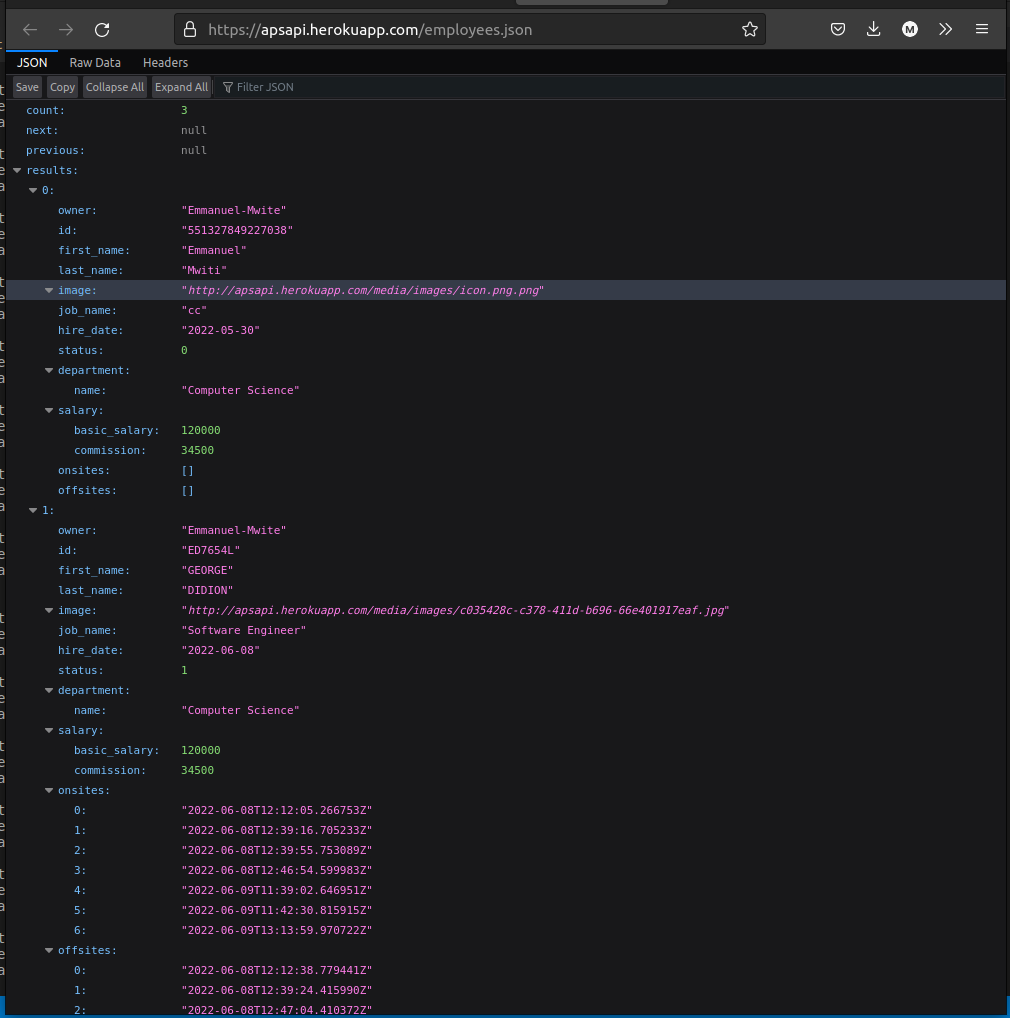 https://apsapi.herokuapp.com/employees.json
M
JSON Raw Data Headers
Save Copy Collapse All Expand All Filter JSON
count: 3
next: null
previous: null
results:
0:
owner: "Emmanuel-Mwite"
id: "551327849227038"
first_name: "Emmanuel"
last_name: "Mwiti"
image: "http://apsapi.herokuapp.com/media/images/icon.png.png"
job_name: "cc"
hire_date: "2022-05-30"
status: 0
department:
name: "Computer Science"
salary:
basic_salary: 120000
commission: 34500
onsites: []
offsites: []
1:
owner: "Emmanuel-Mwite"
id: "ED7654L"
first_name: "GEORGE"
last_name: "DIDION"
image: "http://apsapi.herokuapp.com/media/images/c035428c-c378-411d-b696-66e401917eaf.jpg"
job_name: "Software Engineer"
hire_date: "2022-06-08"
status: 1
department:
name: "Computer Science"
salary:
basic_salary: 120000
commission: 34500
onsites:
0: "2022-06-08T12:12:05.266753Z"
1: "2022-06-08T12:39:16.705233Z"
2: "2022-06-08T12:39:55.753089Z"
3: "2022-06-08T12:46:54.599983Z"
4: "2022-06-09T11:39:02.646951Z"
5: "2022-06-09T11:42:30.815915Z"
6: "2022-06-09T13:13:59.970722Z"
offsites:
0: "2022-06-08T12:12:38.779441Z"
1: "2022-06-08T12:39:24.415990Z"
2: "2022-06-08T12:47:04.410372Z"